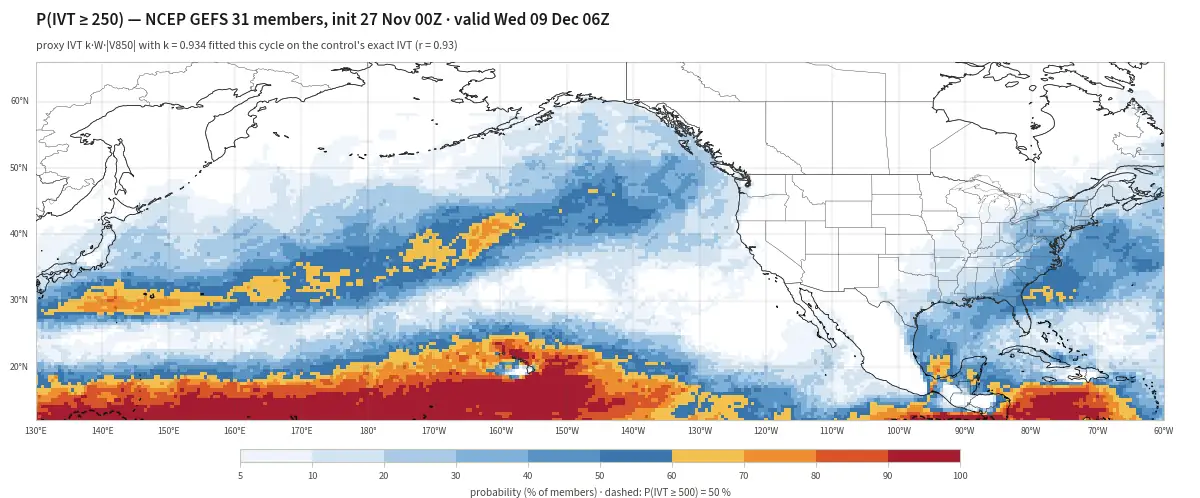 P(IVT ≥ 250) — NCEP GEFS 31 members, init 27 Nov 00Z · valid Wed 09 Dec 06Z
proxy IVT k·W·|V850| with k = 0.934 fitted this cycle on the control's exact IVT (r = 0.93)
60°N
50°N
40°N
30°N
20°N
130°E 140°E 150°E 160°E 170°E 180° 170°W 160°W 150°W 140°W 130°W 120°W 110°W 100°W 90°W 80°W 70°W 60°W
5 10 20 30 40 50 60 70 80 90 100
probability (% of members) · dashed: P(IVT ≥ 500) = 50 %